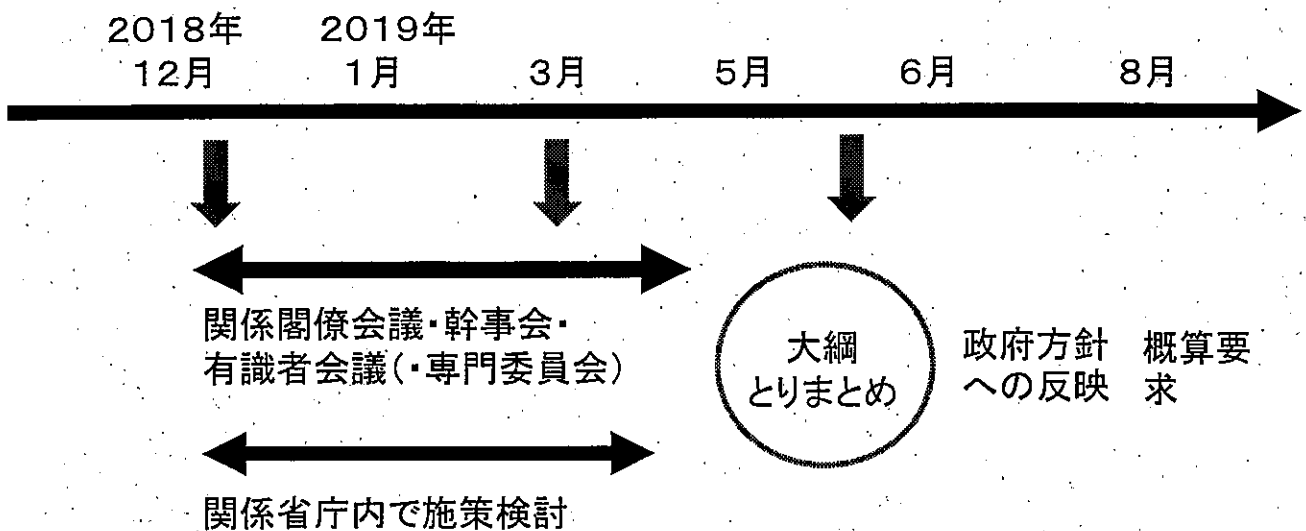 2018年 2019年
12月 1月 3月 5月 6月 8月
関係閣僚会議・幹事会・
有識者会議(・専門委員会)
大綱
とりまとめ
政府方針
への反映
概算要
求
関係省庁内で施策検討